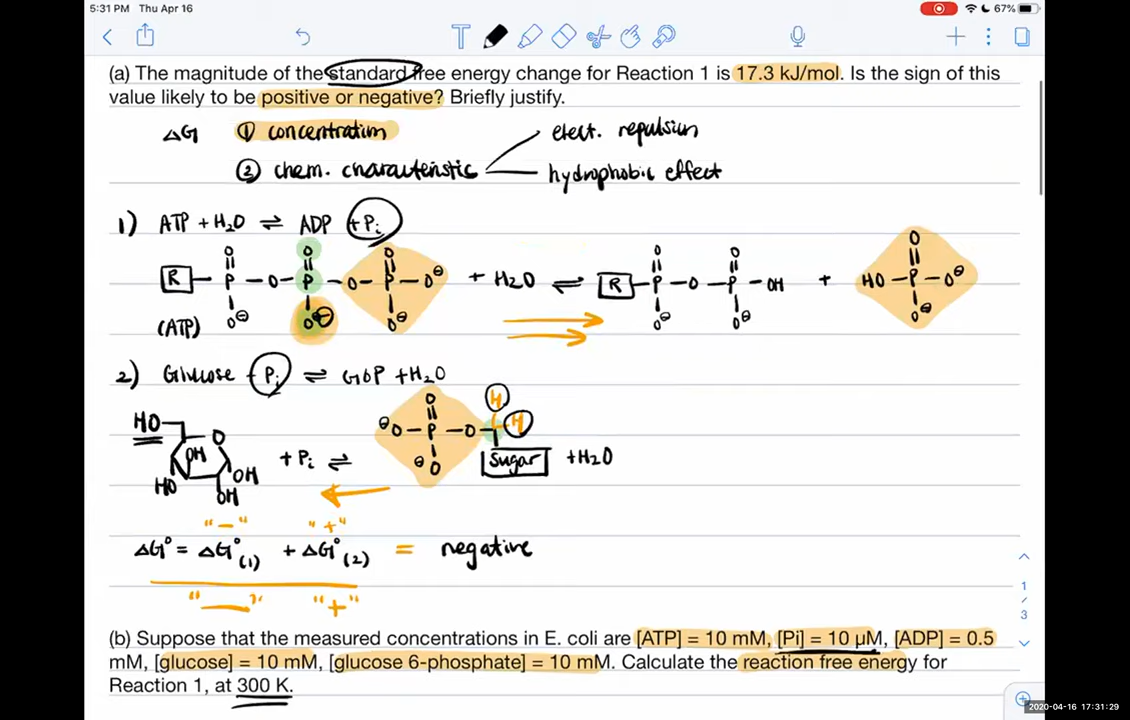 5:31 PM Thu Apr 16 67%
(a) The magnitude of the standard free energy change for Reaction 1 is 17.3 kJ/mol. Is the sign of this
value likely to be positive or negative? Briefly justify.
ΔG ① concentration elect. repulsion
② chem. characteristic hydrophobic effect
1) ATP + H2O ⇌ ADP + Pi
O O O O O O
R - P - O - P - O - P - O⊖ + H2O ⇌ R - P - O - P - OH + HO - P - O⊖
(ATP) O⊖ O⊖ O⊖ O⊖ O⊖ O⊖
2) Glucose + Pi ⇌ G6P + H2O
HO O O H
OH + Pi ⇌ ⊖O - P - O - H
HO OH OH ⊖O Sugar + H2O
"-" "+"
ΔG° = ΔG°(1) + ΔG°(2) = negative
"—" "+"
(b) Suppose that the measured concentrations in E. coli are [ATP] = 10 mM, [Pi] = 10 µM, [ADP] = 0.5
mM, [glucose] = 10 mM, [glucose 6-phosphate] = 10 mM. Calculate the reaction free energy for
Reaction 1, at 300 K.
1
/
3
2020-04-16 17:31:29